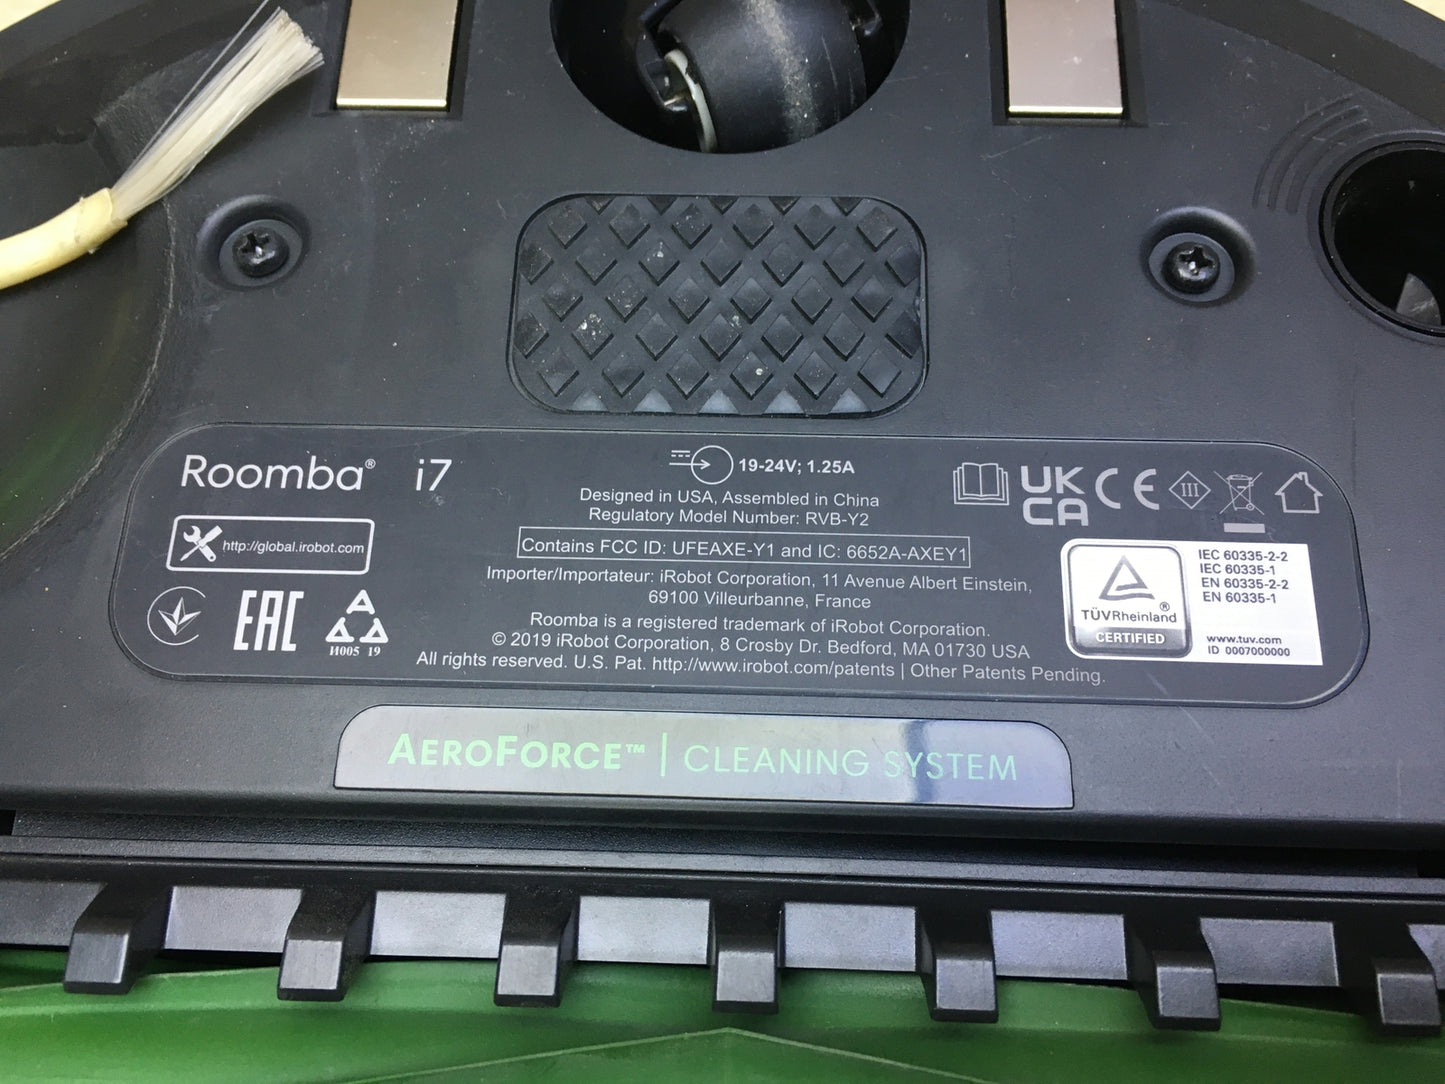 Roomba® i7
http://global.irobot.com
EAC
И005 19
19-24V; 1.25A
Designed in USA, Assembled in China
Regulatory Model Number: RVB-Y2
Contains FCC ID: UFEAXE-Y1 and IC: 6652A-AXEY1
Importer/Importateur: iRobot Corporation, 11 Avenue Albert Einstein,
69100 Villeurbanne, France
Roomba is a registered trademark of iRobot Corporation.
© 2019 iRobot Corporation, 8 Crosby Dr. Bedford, MA 01730 USA
All rights reserved. U.S. Pat. http://www.irobot.com/patents | Other Patents Pending.
UK
CA
CE
III
TÜVRheinland®
CERTIFIED
IEC 60335-2-2
IEC 60335-1
EN 60335-2-2
EN 60335-1
www.tuv.com
ID 0007000000
AEROFORCE™ | CLEANING SYSTEM